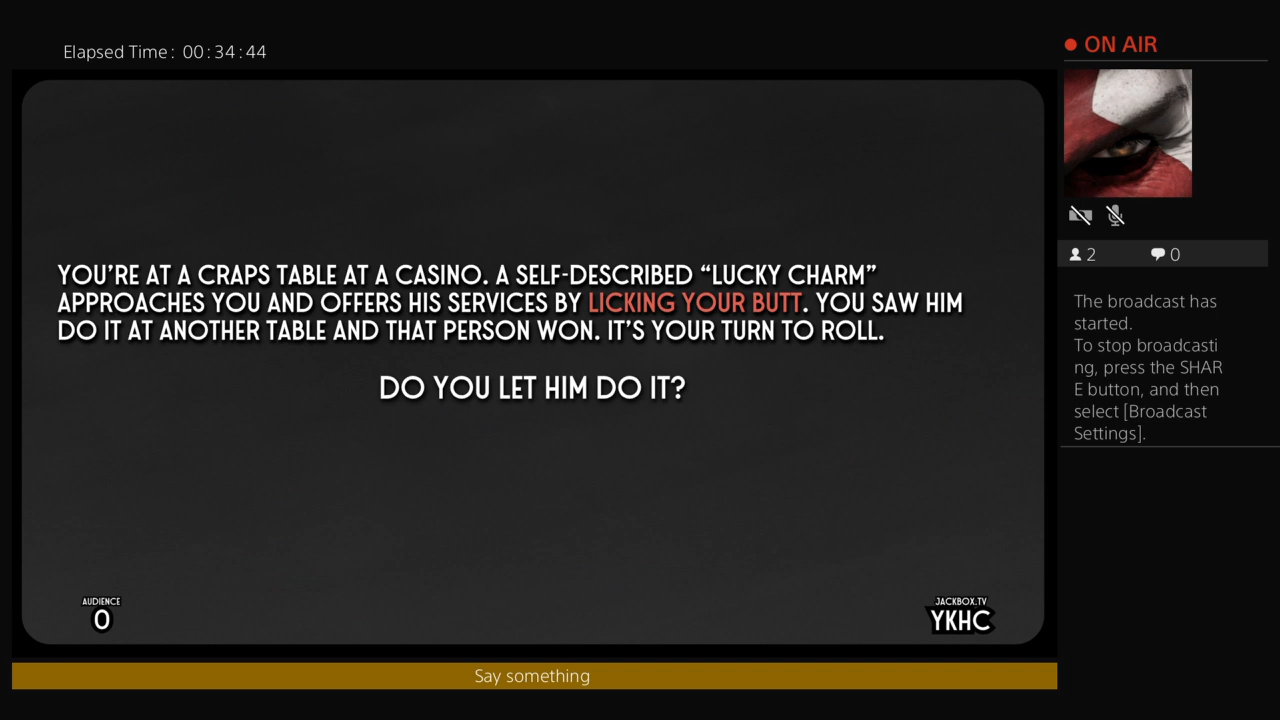 Elapsed Time: 00:34:44
ON AIR
YOU'RE AT A CRAPS TABLE AT A CASINO. A SELF-DESCRIBED “LUCKY CHARM”
APPROACHES YOU AND OFFERS HIS SERVICES BY LICKING YOUR BUTT. YOU SAW HIM
DO IT AT ANOTHER TABLE AND THAT PERSON WON. IT'S YOUR TURN TO ROLL.
DO YOU LET HIM DO IT?
AUDIENCE
0
JACKBOX.TV
YKHC
Say something
2
0
The broadcast has
started.
To stop broadcasti
ng, press the SHAR
E button, and then
select [Broadcast
Settings].